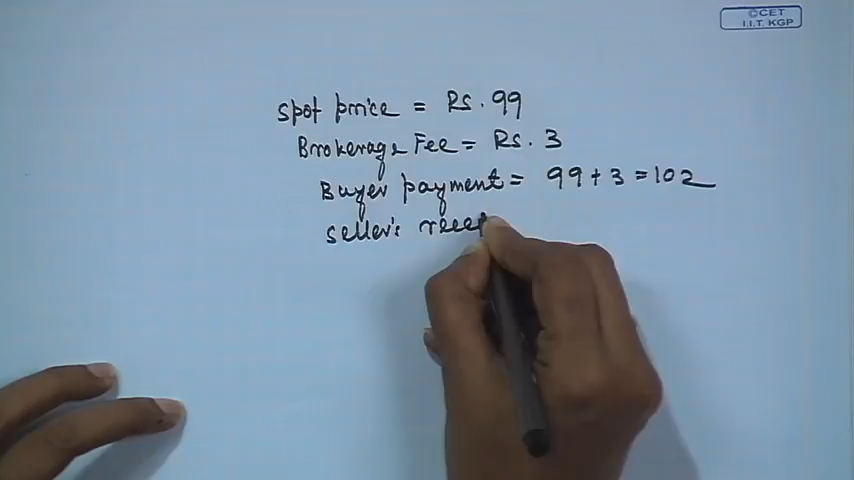 ©CET
I.I.T. KGP
Spot price = Rs. 99
Brokerage Fee = Rs. 3
Buyer payment = 99 + 3 = 102
Seller's